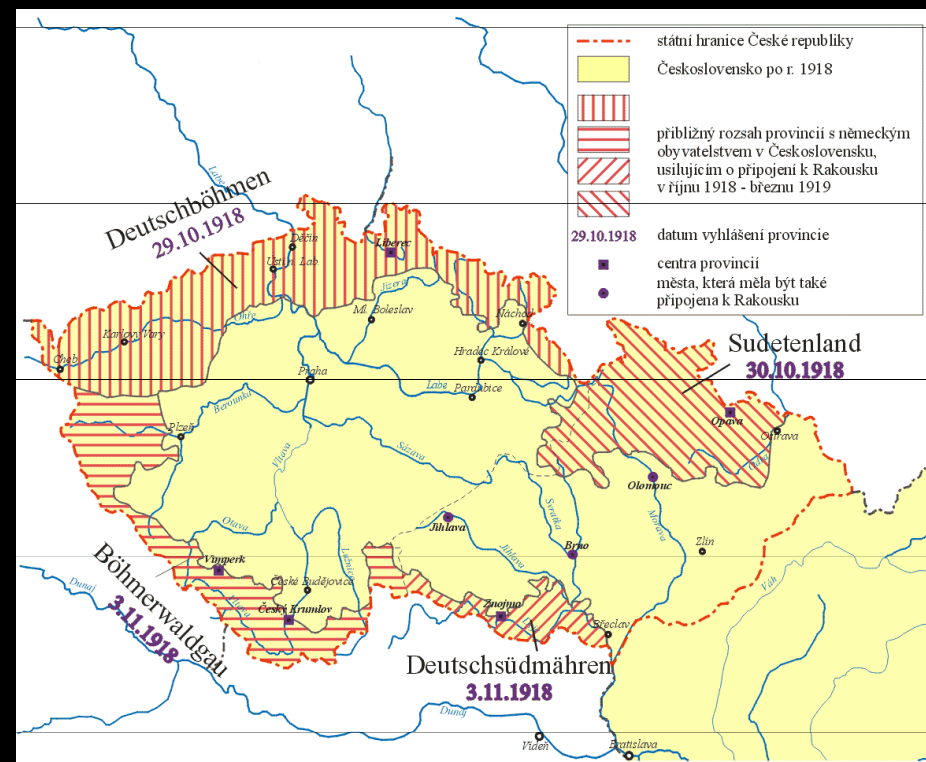 státní hranice České republiky
Československo po r. 1918
přibližný rozsah provincií s německým
obyvatelstvem v Československu,
usilujícím o připojení k Rakousku
v říjnu 1918 - březnu 1919
29.10.1918
datum vyhlášení provincie
centra provincií
města, která měla být také
připojena k Rakousku
Labe
Deutschböhmen
29.10.1918
Děčín
Liberec
Ústí n. Lab
Jizera
Ml. Boleslav
Náchod
Ohře
Karlovy Vary
Cheb
Hradec Králové
Sudetenland
30.10.1918
Praha
Labe
Pardubice
Berounka
Opava
Plzeň
Ostrava
Odra
Vltava
Sázava
Olomouc
Svratka
Morava
Otava
Jihlava
Lužnice
Zlín
Brno
Jihlava
Váh
Vimperk
Böhmerwaldgau
3.11.1918
Dunaj
České Budějovice
Vltava
Český Krumlov
Znojmo
Břeclav
Deutschsüdmähren
3.11.1918
Dunaj
Vídeň
Bratislava